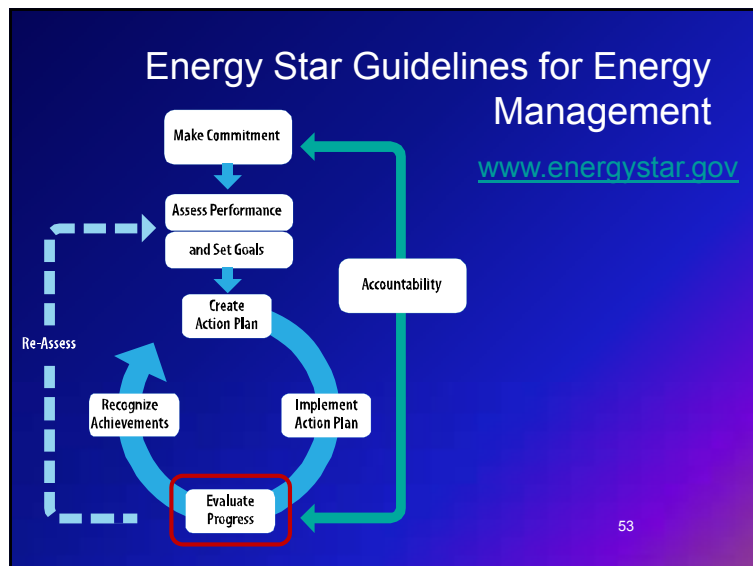 Energy Star Guidelines for Energy
Management
www.energystar.gov
Make Commitment
Assess Performance
and Set Goals
Create
Action Plan
Accountability
Re-Assess
Recognize
Achievements
Implement
Action Plan
Evaluate
Progress
53